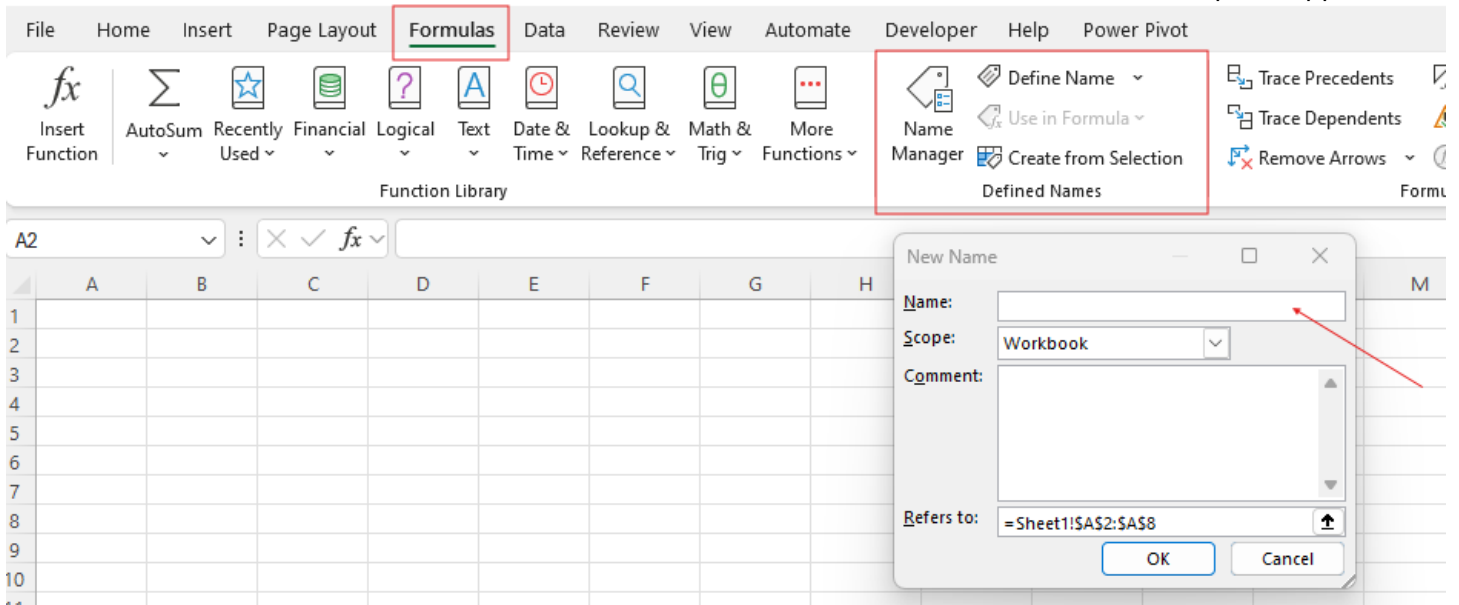 File Home Insert Page Layout Formulas Data Review View Automate Developer Help Power Pivot
fx Define Name Trace Precedents
Insert AutoSum Recently Financial Logical Text Date & Lookup & Math & More Name Use in Formula Trace Dependents
Function Used Time Reference Trig Functions Manager Create from Selection Remove Arrows
Function Library Defined Names
A2 fx
New Name
A B C D E F G H M
Name:
1
Scope: Workbook
2
Comment:
3
4
5
6
7
8
Refers to: =Sheet1!$A$2:$A$8
9
OK Cancel
10